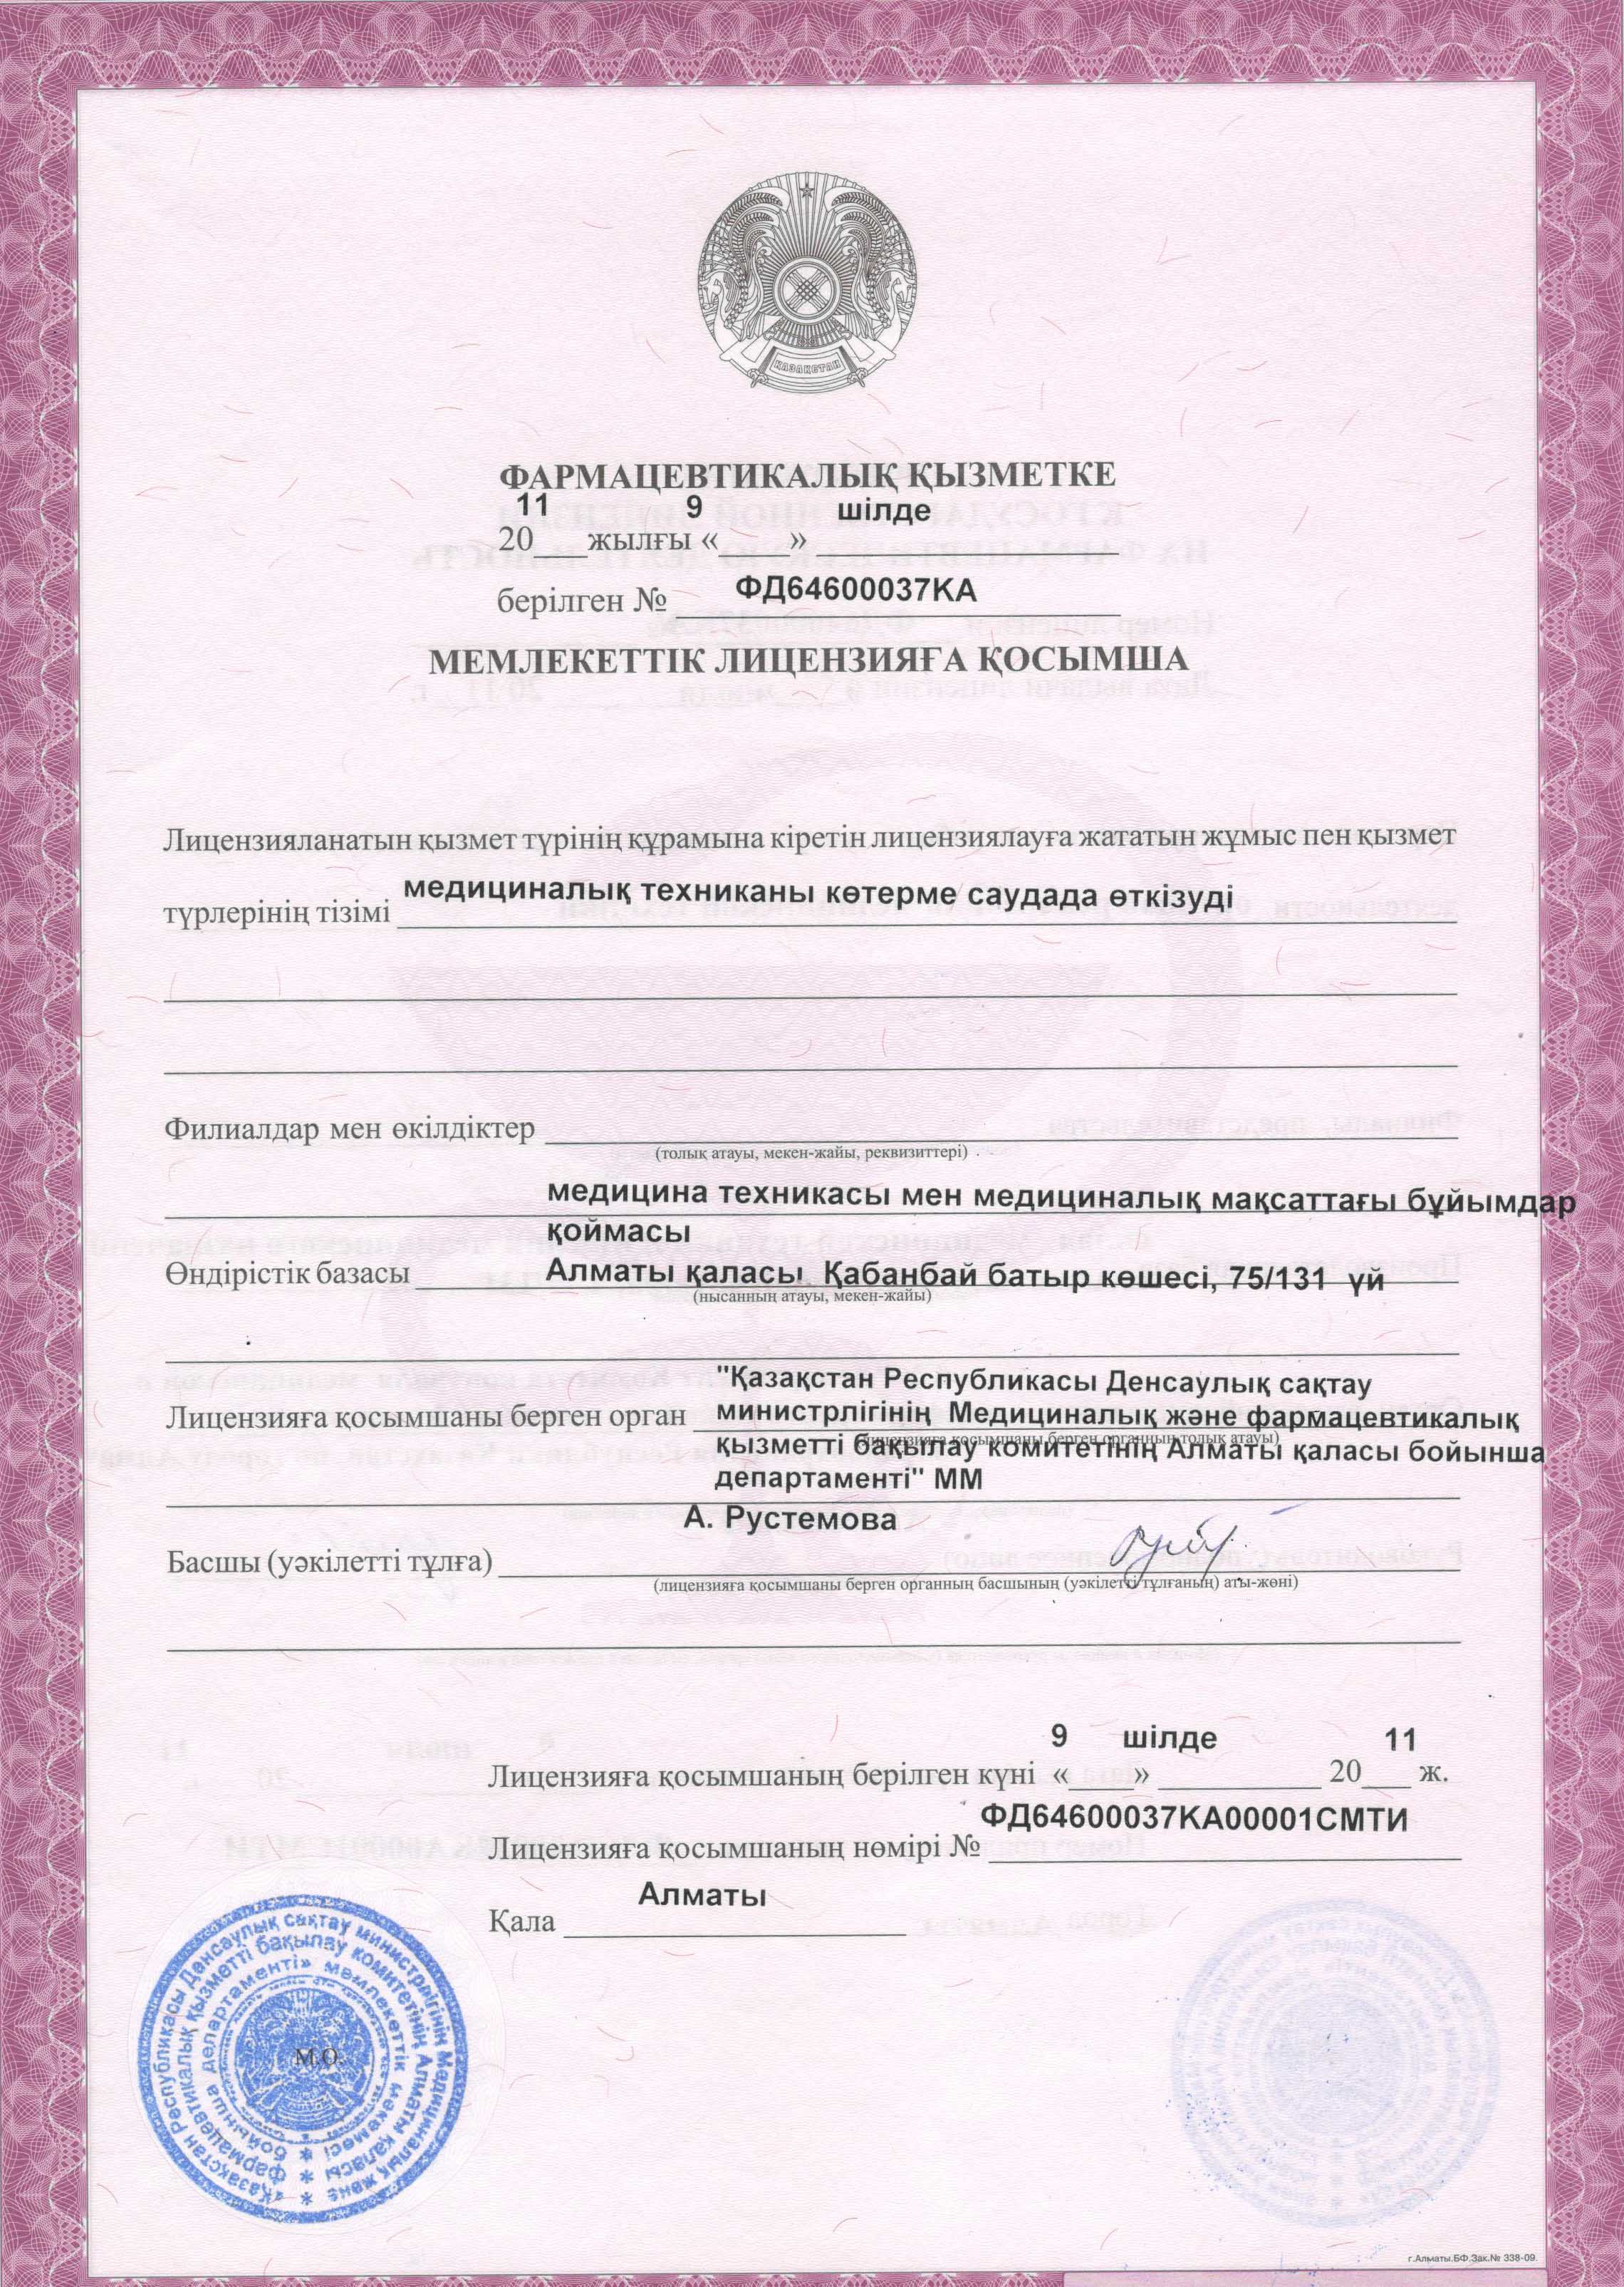 ҚАЗАҚСТАН
ФАРМАЦЕВТИКАЛЫҚ ҚЫЗМЕТКЕ
11 9 шілде
20___жылғы «____» _________________
ФД64600037КА
берілген № _________________
МЕМЛЕКЕТТІК ЛИЦЕНЗИЯҒА ҚОСЫМША
Лицензияланатын қызмет түрінің құрамына кіретін лицензиялауға жататын жұмыс пен қызмет
медициналық техниканы көтерме саудада өткізуді
түрлерінің тізімі
Филиалдар мен өкілдіктер
(толық атауы, мекен-жайы, реквизиттері)
медицина техникасы мен медициналық мақсаттағы бұйымдар
қоймасы
Өндірістік базасы Алматы қаласы, Қабанбай батыр көшесі, 75/131 үй
(нысанның атауы, мекен-жайы)
"Қазақстан Республикасы Денсаулық сақтау
Лицензияға қосымшаны берген орган министрлігінің Медициналық және фармацевтикалық
(лицензияға қосымшаны берген органның толық атауы)
қызметті бақылау комитетінің Алматы қаласы бойынша
департаменті" ММ
А. Рустемова
Басшы (уәкілетті тұлға)
(лицензияға қосымшаны берген органның басшының (уәкілетті тұлғаның) аты-жөні)
9 шілде 11
Лицензияға қосымшаның берілген күні «____» __________ 20___ ж.
ФД64600037КА00001СМТИ
Лицензияға қосымшаның нөмірі №
Алматы
Қала
«Қазақстан Республикасы Денсаулық сақтау министрлігінің Медициналық және
фармацевтикалық қызметті бақылау комитетінің Алматы қаласы
бойынша департаменті» мемлекеттік мекемесі
М.О.
г.Алматы.БФ.Зак.№ 338-09.